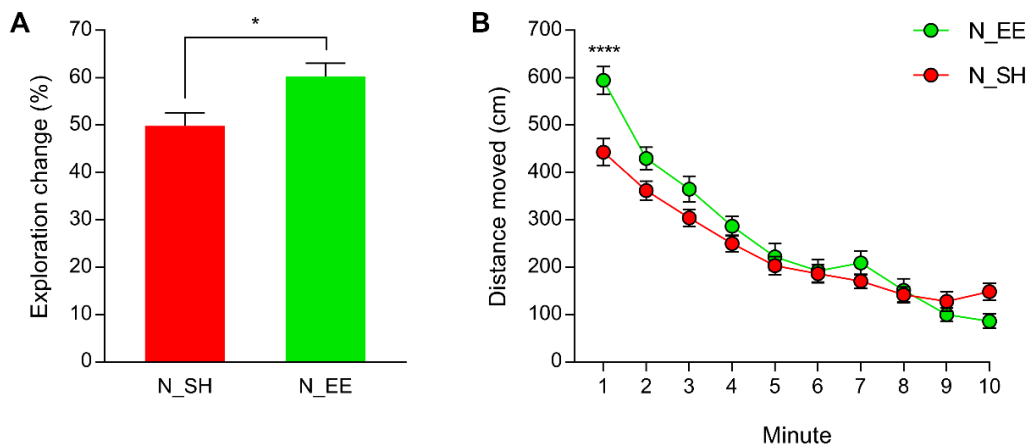 A
Exploration change (%)
70
60
50
40
30
20
10
0
*
N_SH
N_EE
B
Distance moved (cm)
700
600
500
400
300
200
100
0
****
N_EE
N_SH
1 2 3 4 5 6 7 8 9 10
Minute